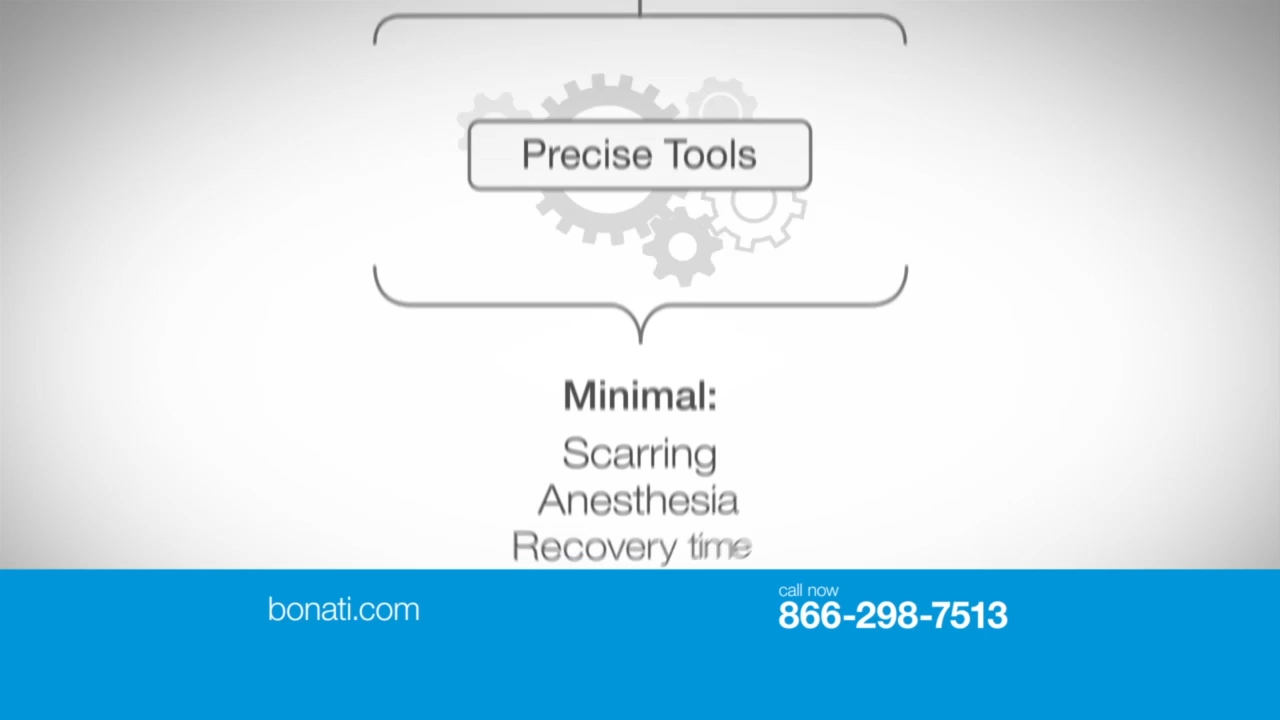 Precise Tools
Minimal:
Scarring
Anesthesia
Recovery time
bonati.com
call now
866-298-7513